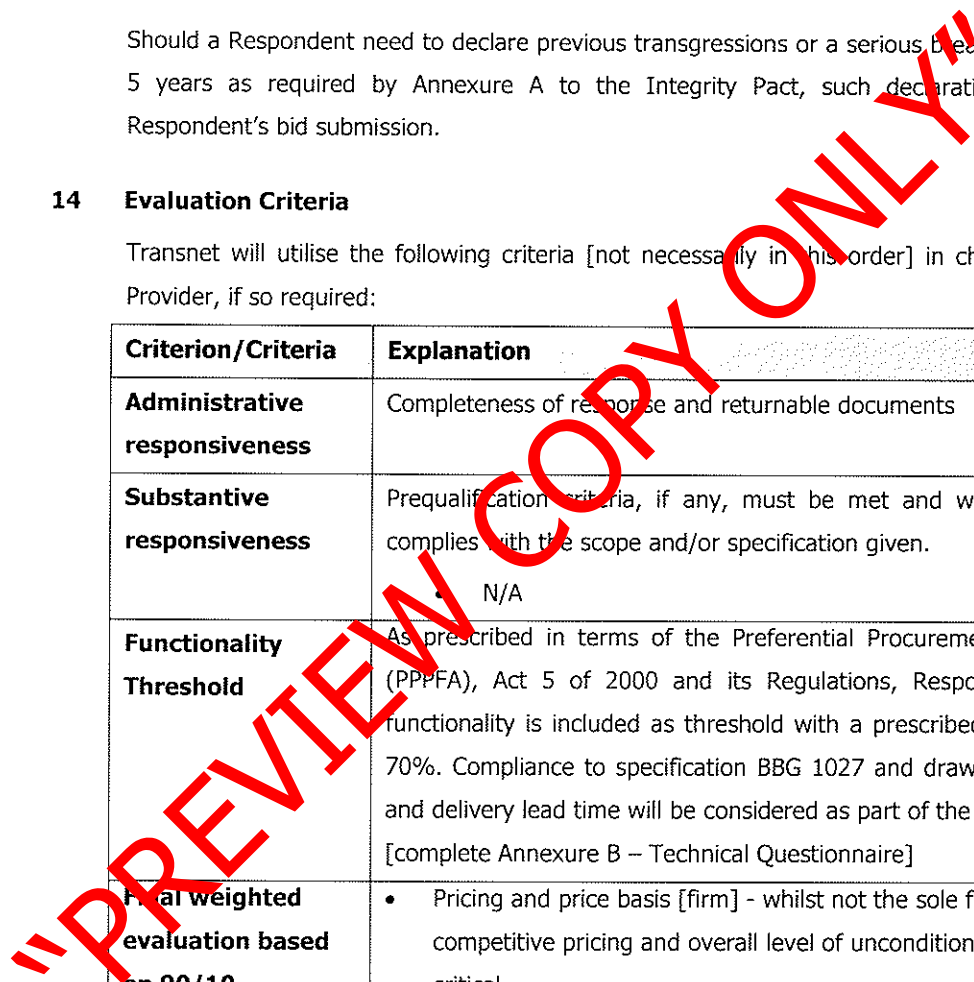 Should a Respondent need to declare previous transgressions or a serious
5 years as required by Annexure A to the Integrity Pact, such
Respondent's bid submission.
14 Evaluation Criteria
Transnet will utilise the following criteria [not necessarily in this order] in
Provider, if so required:
Criterion/Criteria Explanation
Administrative responsiveness
Completeness of response and returnable documents
Substantive responsiveness
Prequalification criteria, if any, must be met and
complies with the scope and/or specification given.
• N/A
Functionality Threshold
As prescribed in terms of the Preferential
(PPPFA), Act 5 of 2000 and its Regulations,
functionality is included as threshold with a prescribed
70%. Compliance to specification BBG 1027 and
and delivery lead time will be considered as part of the
[complete Annexure B – Technical Questionnaire]
Final weighted evaluation based
• Pricing and price basis [firm] - whilst not the sole
competitive pricing and overall level of
"PREVIEW COPY ONLY"